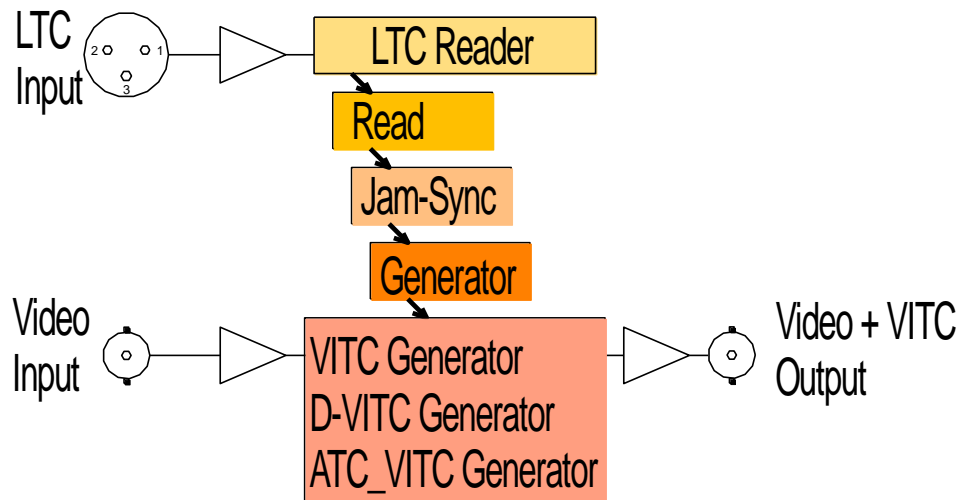 LTC
Input
2 1
3
LTC Reader
Read
Jam-Sync
Generator
Video
Input
VITC Generator
D-VITC Generator
ATC_VITC Generator
Video + VITC
Output